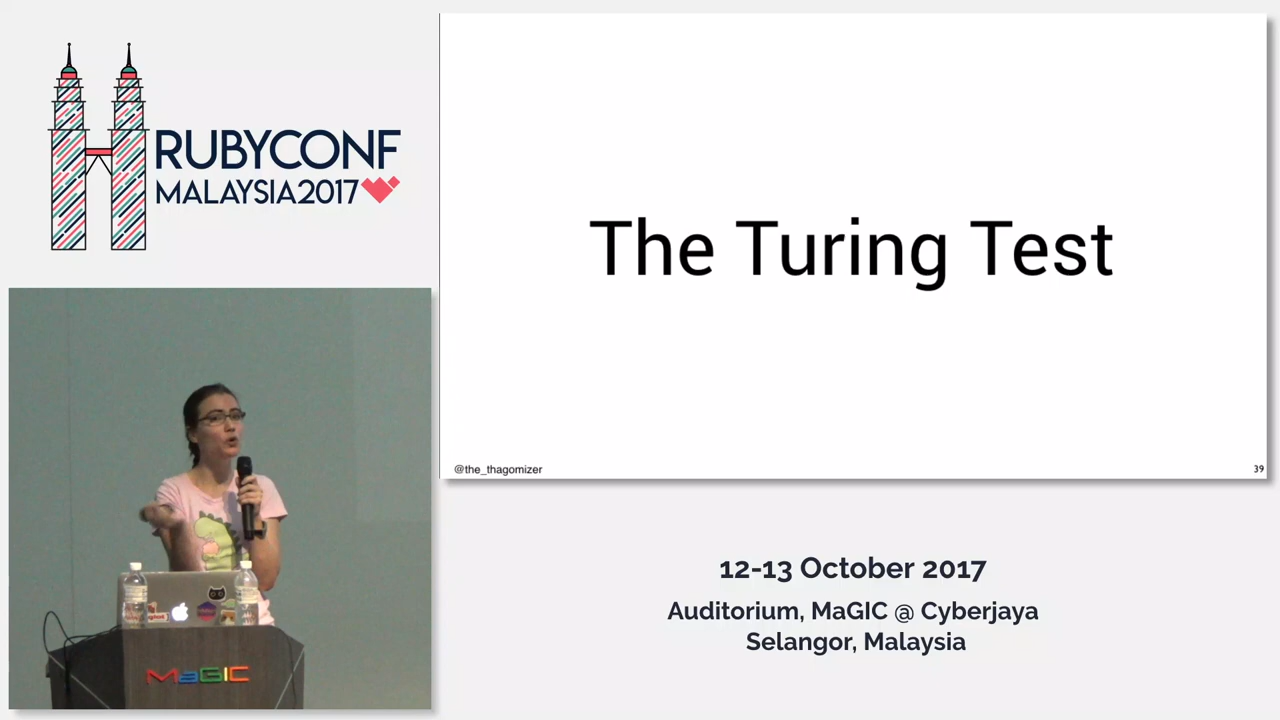 RUBYCONF
MALAYSIA2017
The Turing Test
@the_thagomizer
39
MaGIC
12-13 October 2017
Auditorium, MaGIC @ Cyberjaya
Selangor, Malaysia